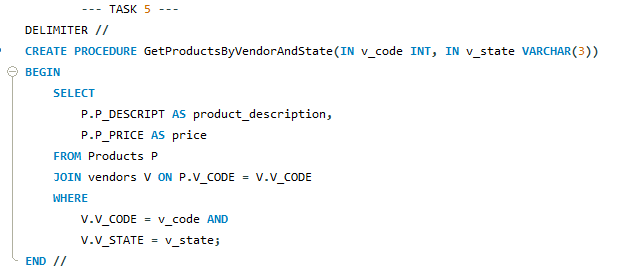 --- TASK 5 ---
DELIMITER //
CREATE PROCEDURE GetProductsByVendorAndState(IN v_code INT, IN v_state VARCHAR(3))
BEGIN
SELECT
P.P_DESCRIPT AS product_description,
P.P_PRICE AS price
FROM Products P
JOIN vendors V ON P.V_CODE = V.V_CODE
WHERE
V.V_CODE = v_code AND
V.V_STATE = v_state;
END //